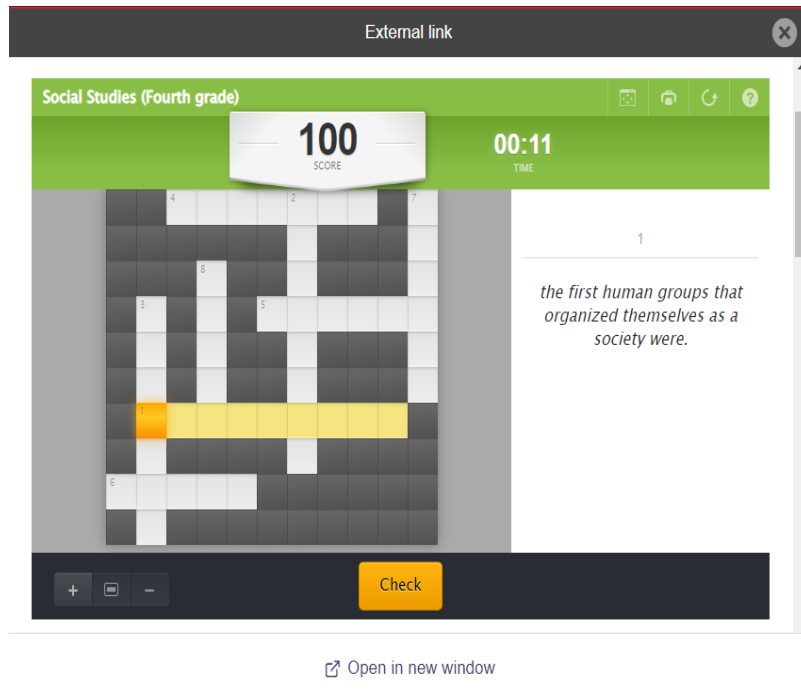 External link
Social Studies (Fourth grade)
100
SCORE
00:11
TIME
4 2 7
8
3 5
1
6
1
the first human groups that
organized themselves as a
society were.
+ −
Check
Open in new window